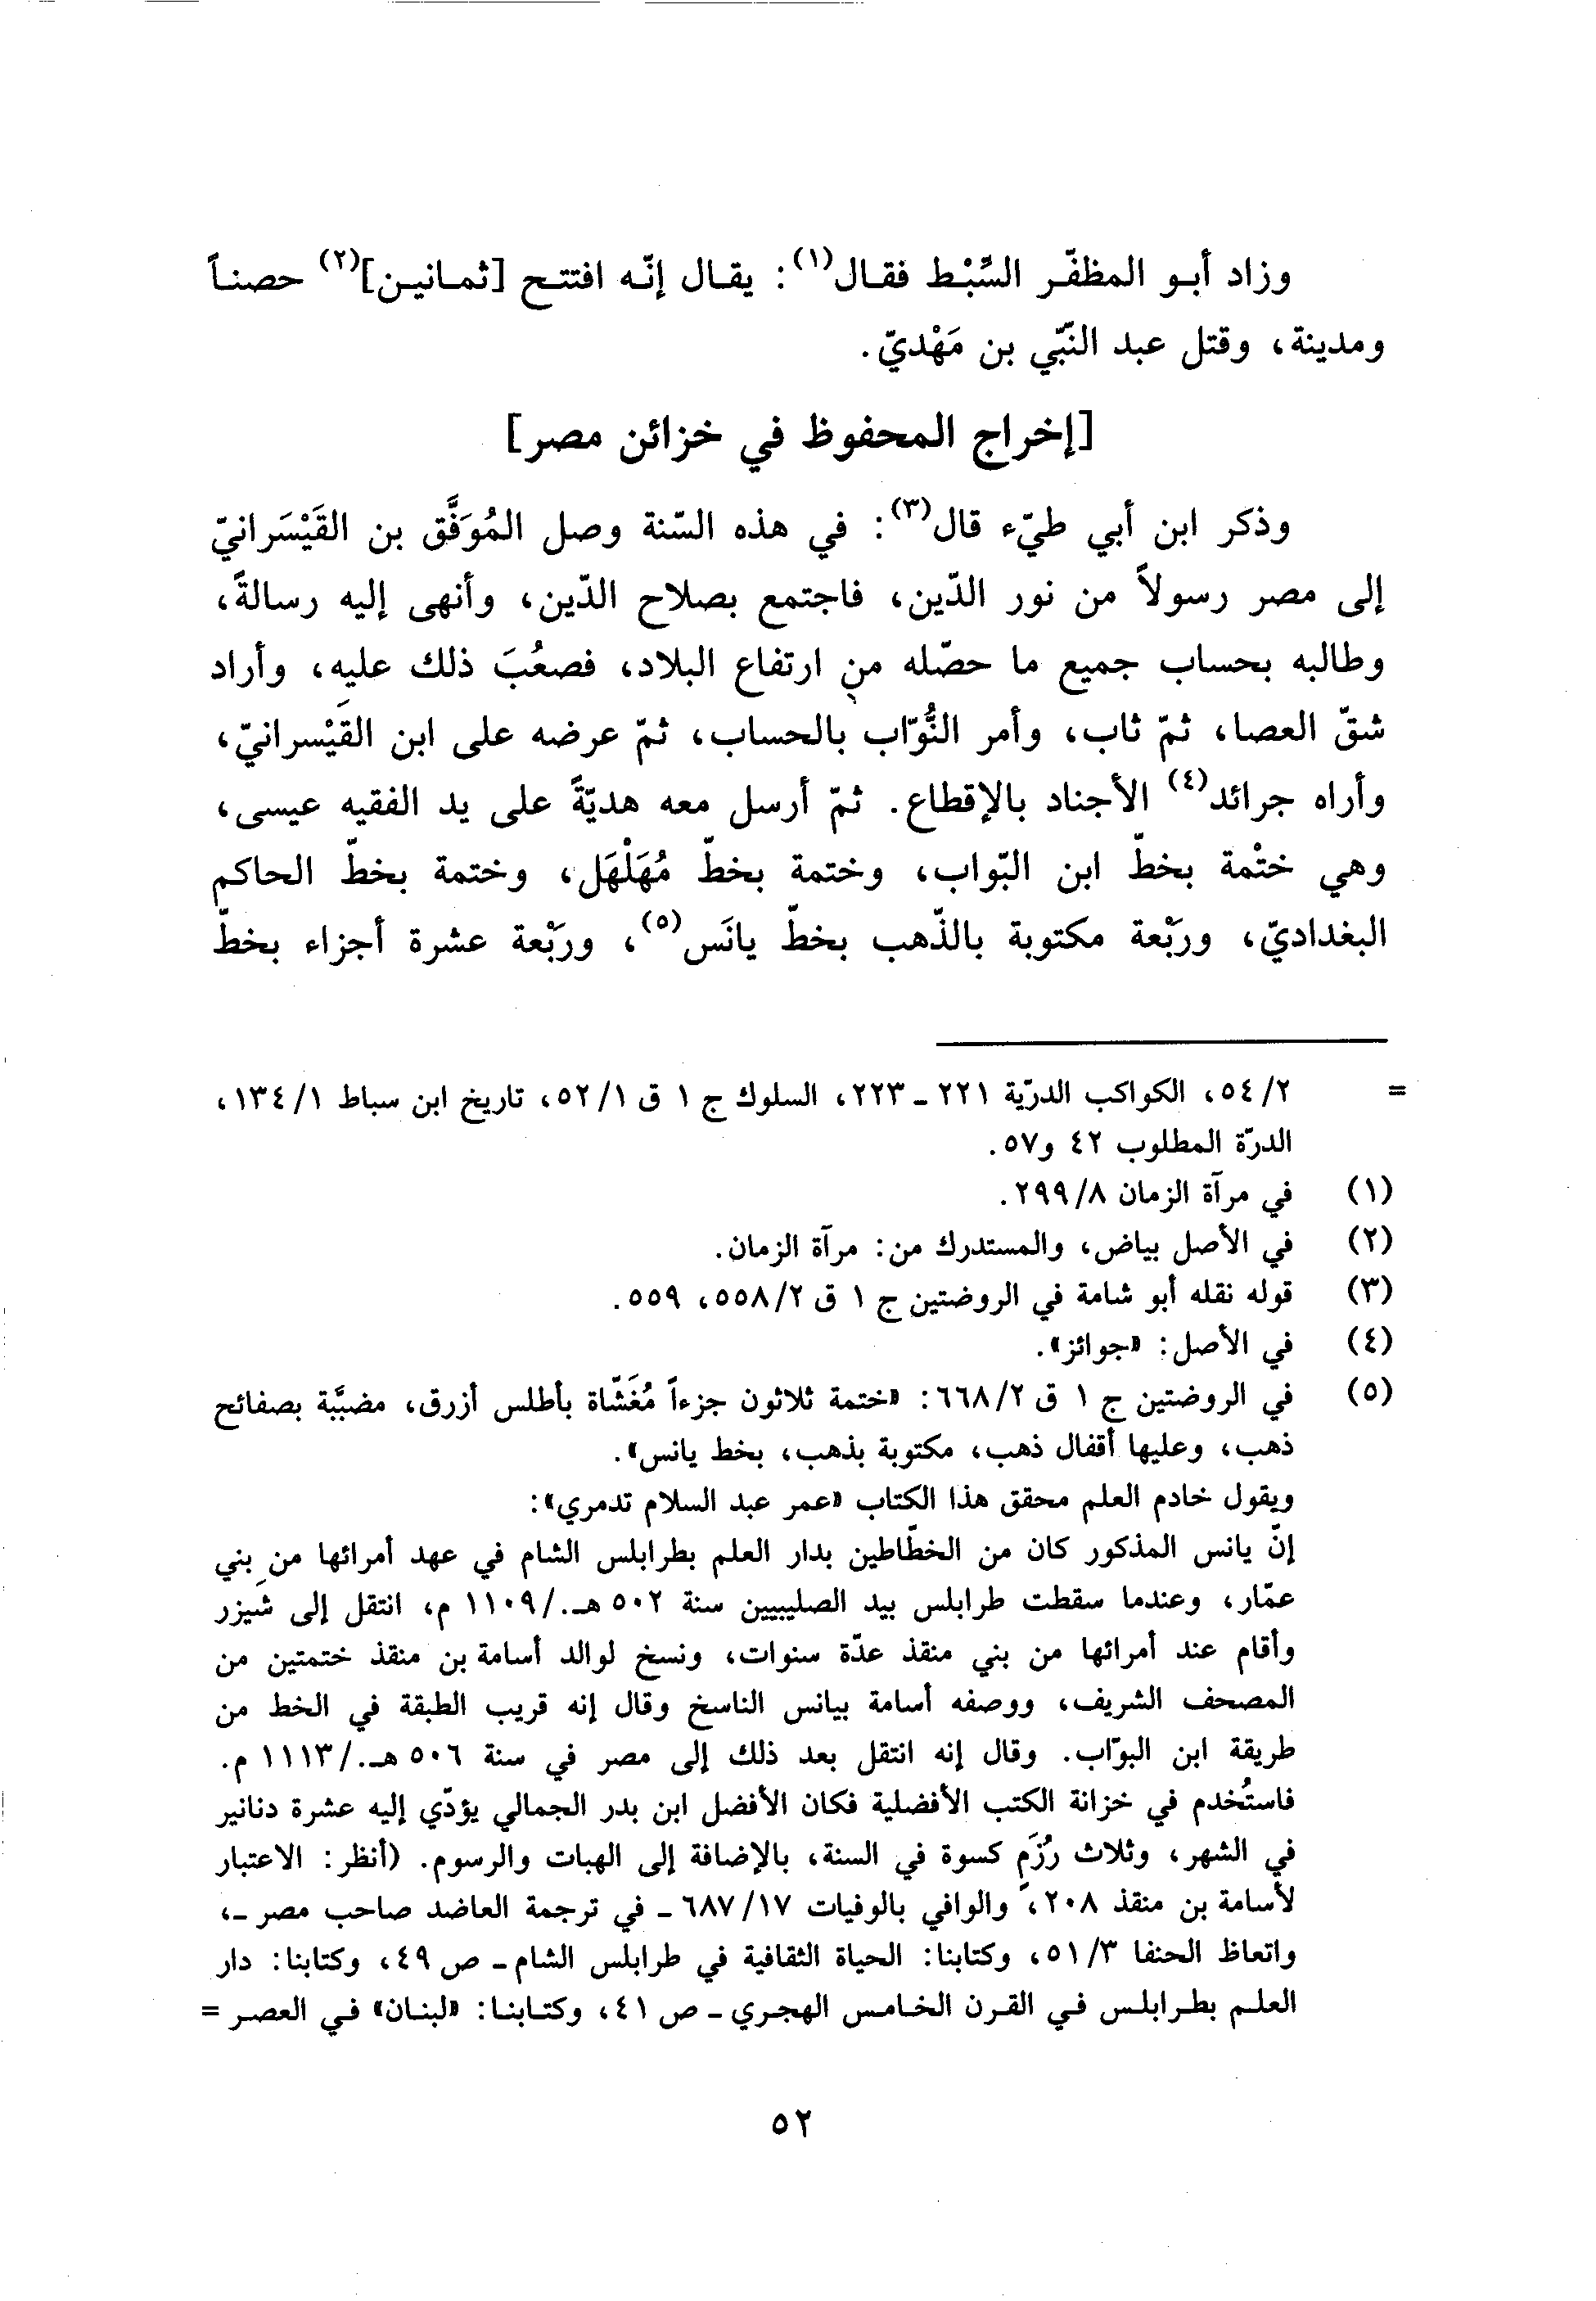 وزاد أبو المظفّر السِّبْط فقال(١): يقال إنّه افتتح [ثمانين](٢) حصناً
ومدينة، وقتل عبد النّبّي بن مَهْديّ.
[إخراج المحفوظ في خزائن مصر]
وذكر ابن أبي طيّء قال(٣): في هذه السّنة وصل المُوَفَّق بن القَيْسَرانيّ
إلى مصر رسولاً من نور الدّين، فاجتمع بصلاح الدّين، وأنهى إليه رسالةً،
وطالبه بحساب جميع ما حصّله من ارتفاع البلاد، فصعُبَ ذلك عليه، وأراد
شقّ العصا، ثمّ ثاب، وأمر النُّوّاب بالحساب، ثمّ عرضه على ابن القَيْسرانيّ،
وأراه جرائد(٤) الأجناد بالإقطاع. ثمّ أرسل معه هديّةً على يد الفقيه عيسى،
وهي ختْمة بخطّ ابن البّواب، وختمة بخطّ مُهَلْهَل، وختمة بخطّ الحاكم
البغداديّ، وربْعة مكتوبة بالذّهب بخطّ يانَس(٥)، وربْعة عشرة أجزاء بخطّ
= ٥٤/٢، الكواكب الدرّية ٢٢١ ـ ٢٢٣، السلوك ج ١ ق ٥٢/١، تاريخ ابن سباط ١٣٤/١،
الدرّة المطلوب ٤٢ و٥٧.
(١) في مرآة الزمان ٢٩٩/٨.
(٢) في الأصل بياض، والمستدرك من: مرآة الزمان.
(٣) قوله نقله أبو شامة في الروضتين ج ١ ق ٥٥٨/٢، ٥٥٩.
(٤) في الأصل: «جوائز».
(٥) في الروضتين ج ١ ق ٦٦٨/٢: «ختمة ثلاثون جزءاً مُغَشّاة بأطلس أزرق، مضبَّبة بصفائح
ذهب، وعليها أقفال ذهب، مكتوبة بذهب، بخط يانس».
ويقول خادم العلم محقق هذا الكتاب «عمر عبد السلام تدمري»:
إنّ يانس المذكور كان من الخطّاطين بدار العلم بطرابلس الشام في عهد أمرائها من بني
عمّار، وعندما سقطت طرابلس بيد الصليبيين سنة ٥٠٢ هـ./١١٠٩ م، انتقل إلى شيزر
وأقام عند أمرائها من بني منقذ عدّة سنوات، ونسخ لوالد أسامة بن منقذ ختمتين من
المصحف الشريف، ووصفه أسامة بيانس الناسخ وقال إنه قريب الطبقة في الخط من
طريقة ابن البوّاب. وقال إنه انتقل بعد ذلك إلى مصر في سنة ٥٠٦ هـ./١١١٣ م.
فاستُخدم في خزانة الكتب الأفضلية فكان الأفضل ابن بدر الجمالي يؤدّي إليه عشرة دنانير
في الشهر، وثلاث رُزَمِ كسوة في السنة، بالإضافة إلى الهبات والرسوم. (أنظر: الاعتبار
لأسامة بن منقذ ٢٠٨، والوافي بالوفيات ٦٨٧/١٧ ـ في ترجمة العاضد صاحب مصر ـ،
واتعاظ الحنفا ٥١/٣، وكتابنا: الحياة الثقافية في طرابلس الشام ـ ص ٤٩، وكتابنا: دار
العلم بطرابلس في القرن الخامس الهجري ـ ص ٤١، وكتابنا: «لبنان» في العصر =
٥٢